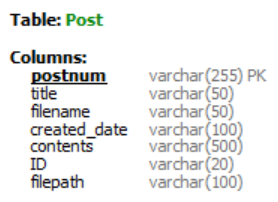 Table: Post
Columns:
postnum varchar(255) PK
title varchar(50)
filename varchar(50)
created_date varchar(100)
contents varchar(500)
ID varchar(20)
filepath varchar(100)